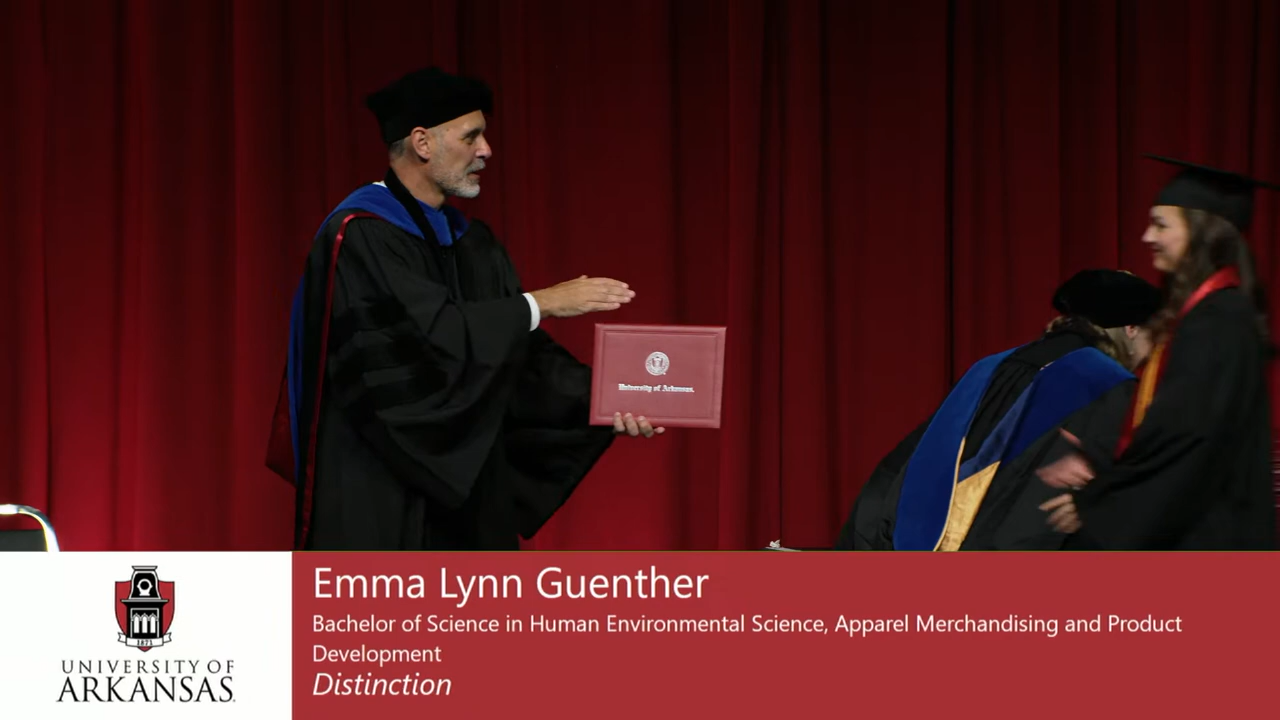 University of Arkansas
Emma Lynn Guenther
Bachelor of Science in Human Environmental Science, Apparel Merchandising and Product
Development
Distinction
1871
UNIVERSITY OF
ARKANSAS